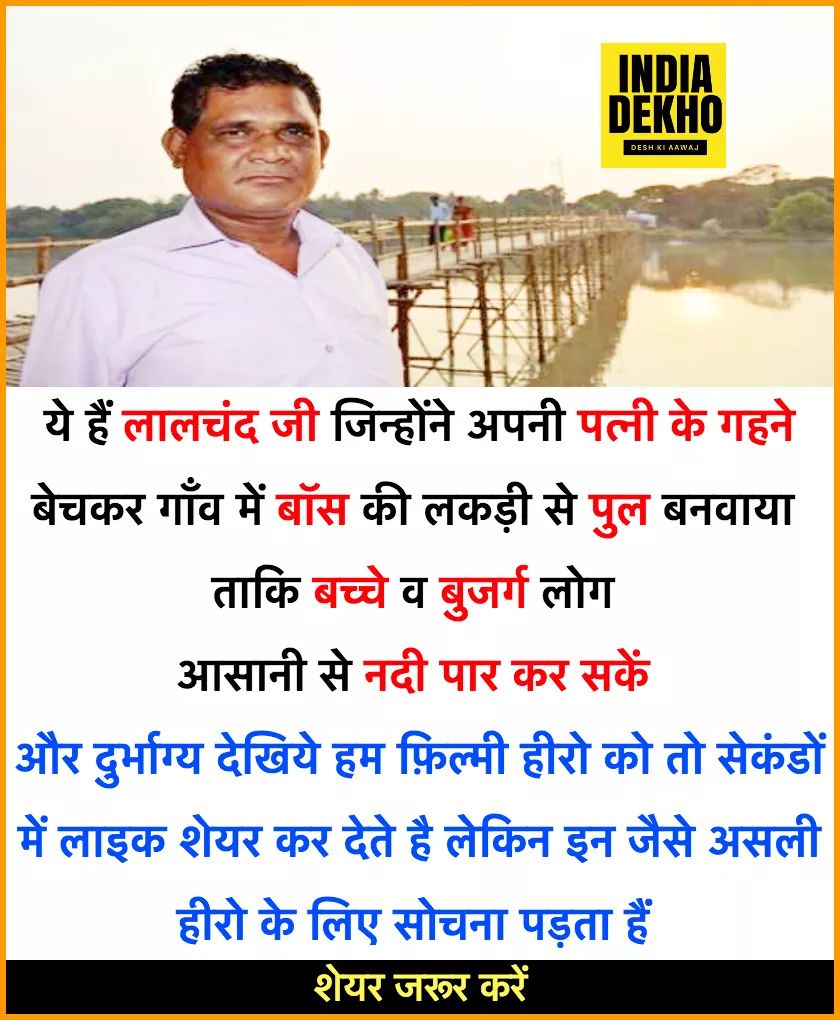 INDIA
DEKHO
DESH KI AAWAJ
ये हैं लालचंद जी जिन्होंने अपनी पत्नी के गहने
बेचकर गाँव में बॉस की लकड़ी से पुल बनवाया
ताकि बच्चे व बुजर्ग लोग
आसानी से नदी पार कर सकें
और दुर्भाग्य देखिये हम फ़िल्मी हीरो को तो सेकंडों
में लाइक शेयर कर देते है लेकिन इन जैसे असली
हीरो के लिए सोचना पड़ता हैं
शेयर जरूर करें